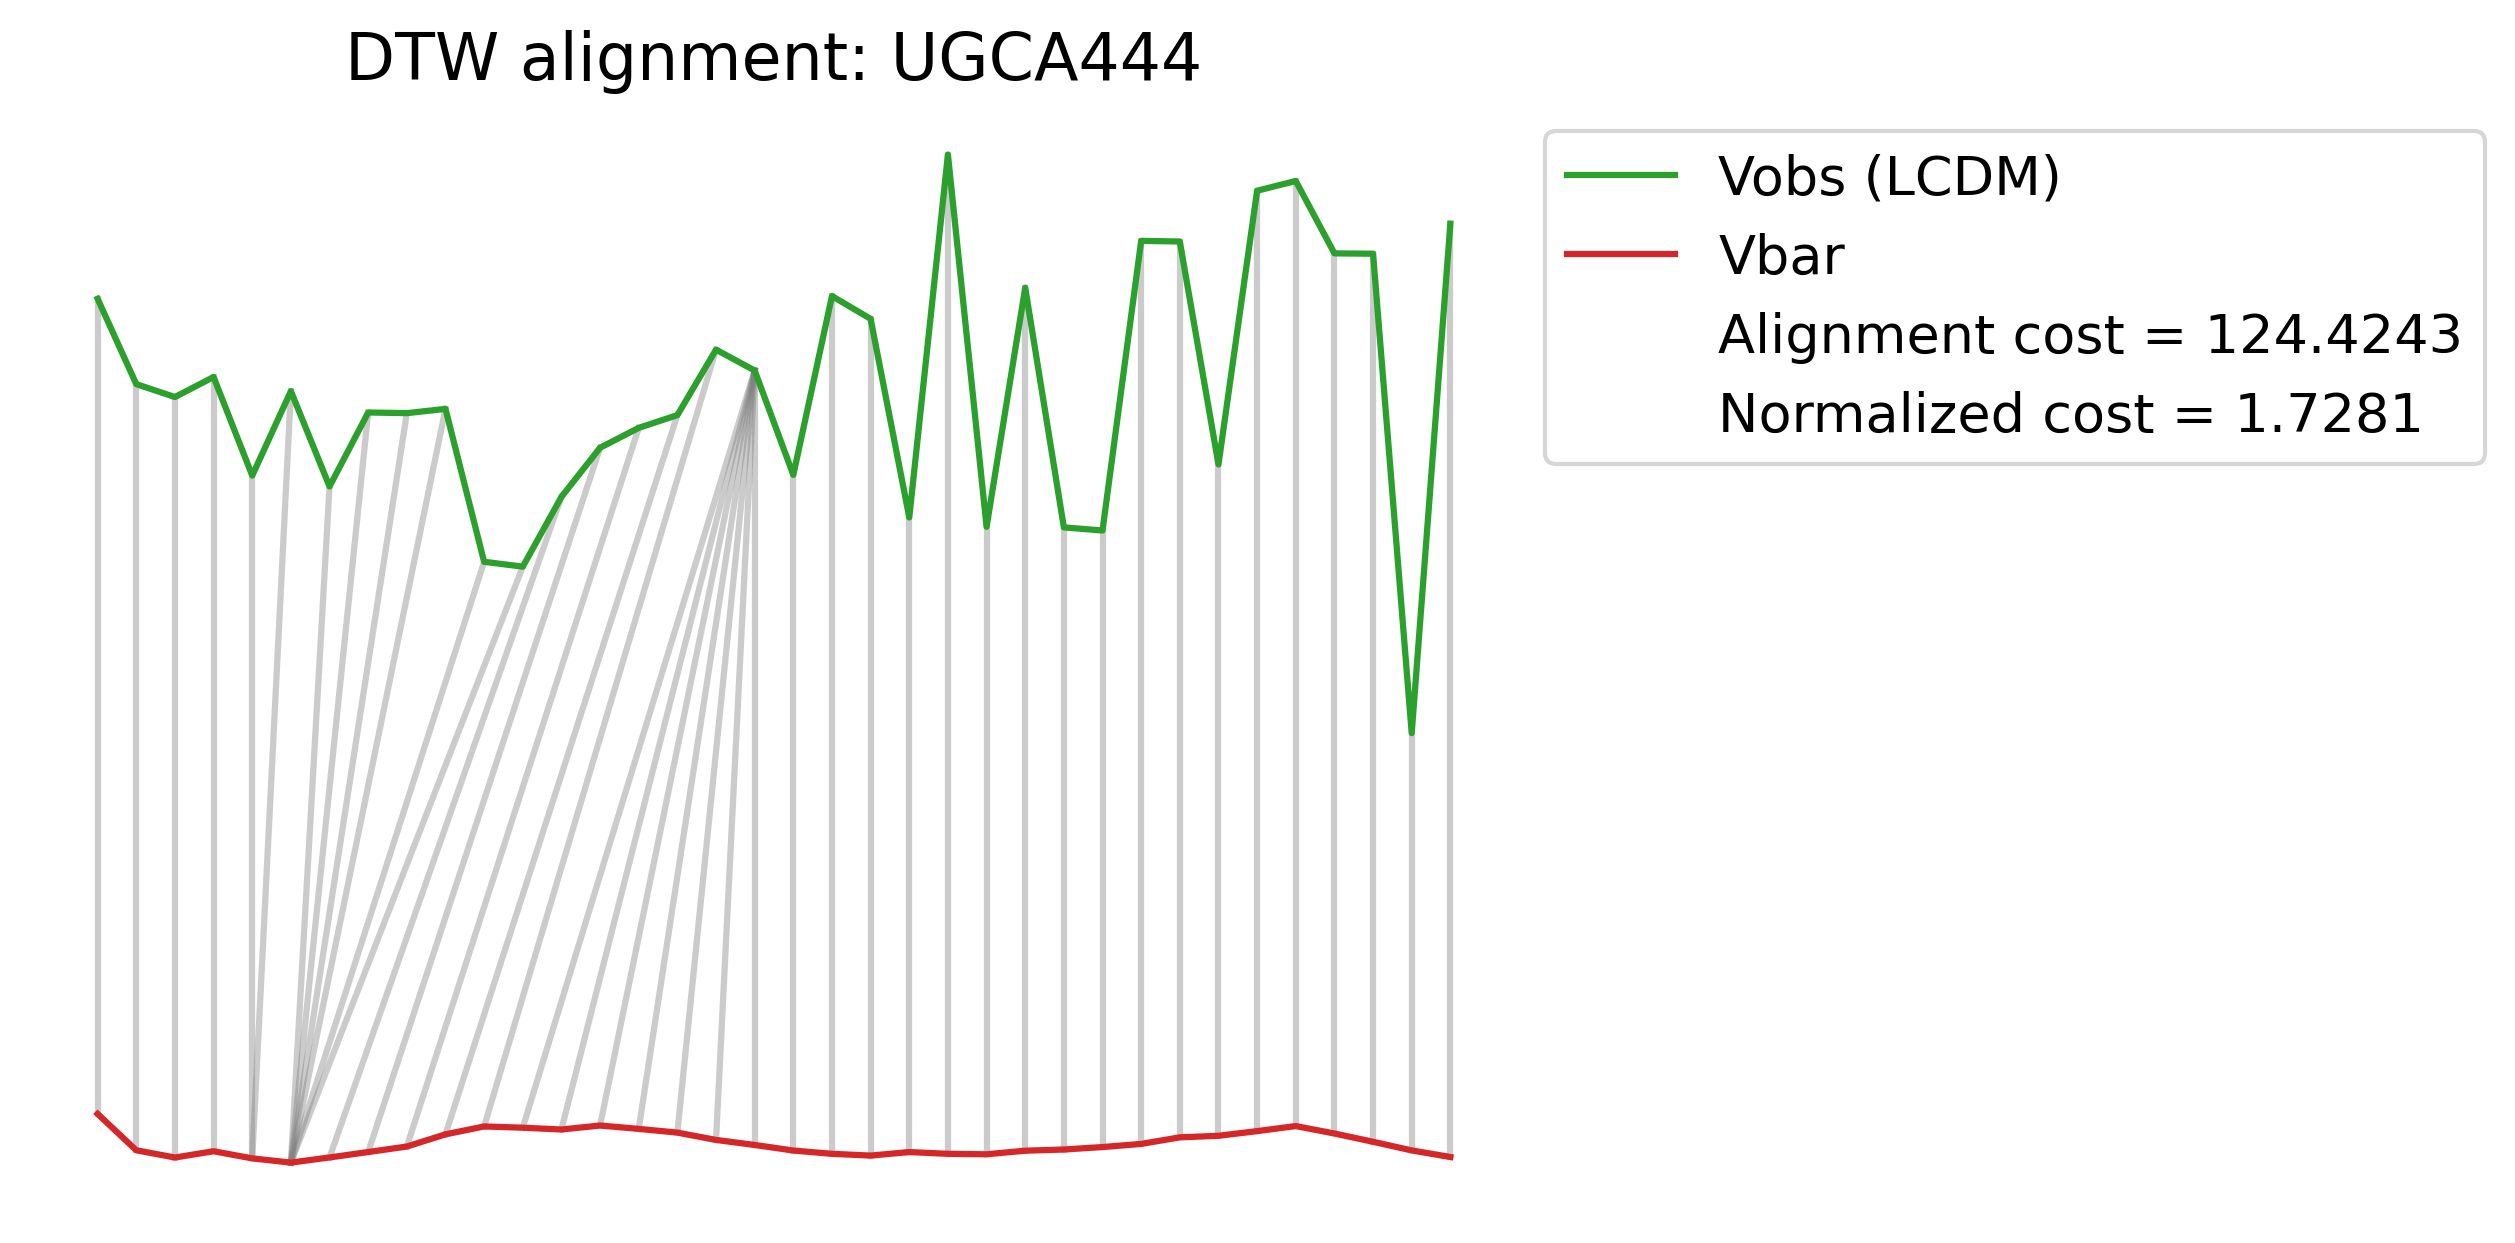 DTW alignment: UGCA444
Vobs (LCDM)
Vbar
Alignment cost = 124.4243
Normalized cost = 1.7281